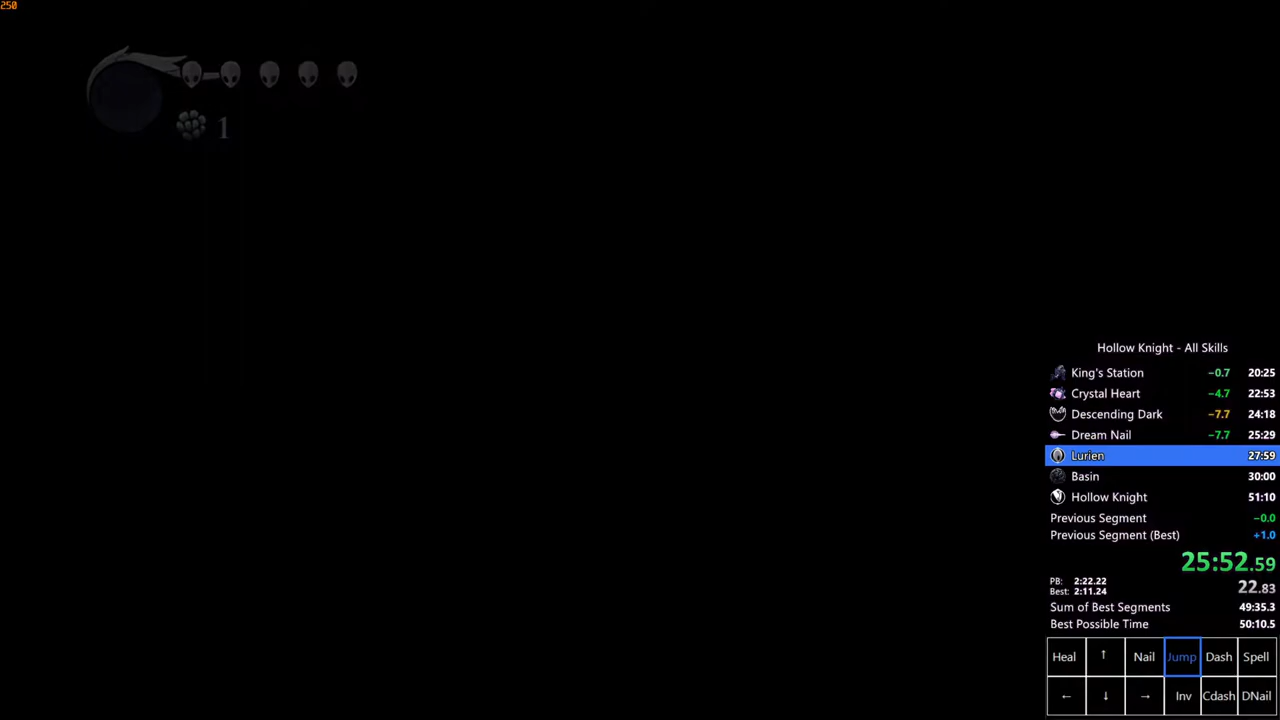 250
1
Hollow Knight - All Skills
King's Station −0.7 20:25
Crystal Heart −4.7 22:53
Descending Dark −7.7 24:18
Dream Nail −7.7 25:29
Lurien 27:59
Basin 30:00
Hollow Knight 51:10
Previous Segment −0.0
Previous Segment (Best) +1.0
25:52.59
PB: 2:22.22
Best: 2:11.24
22.83
Sum of Best Segments 49:35.3
Best Possible Time 50:10.5
Heal ↑ Nail Jump Dash Spell
← ↓ → Inv Cdash DNail